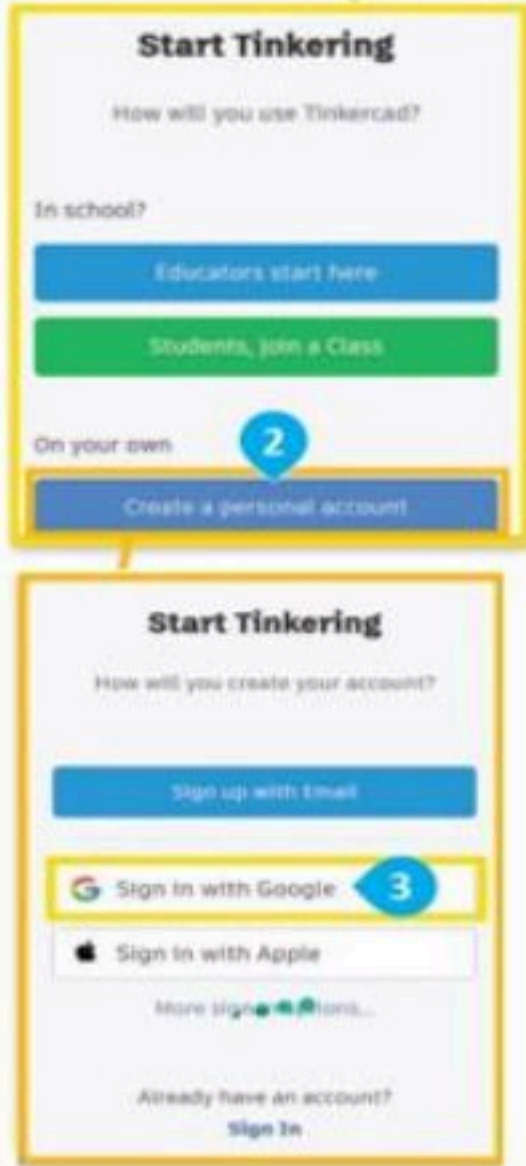 Start Tinkering
How will you use Tinkercad?
In school?
Educators start here
Students, join a Class
On your own
2
Create a personal account
Start Tinkering
How will you create your account?
Sign up with Email
Sign In with Google
3
Sign In with Apple
More sign
Already have an account?
Sign In